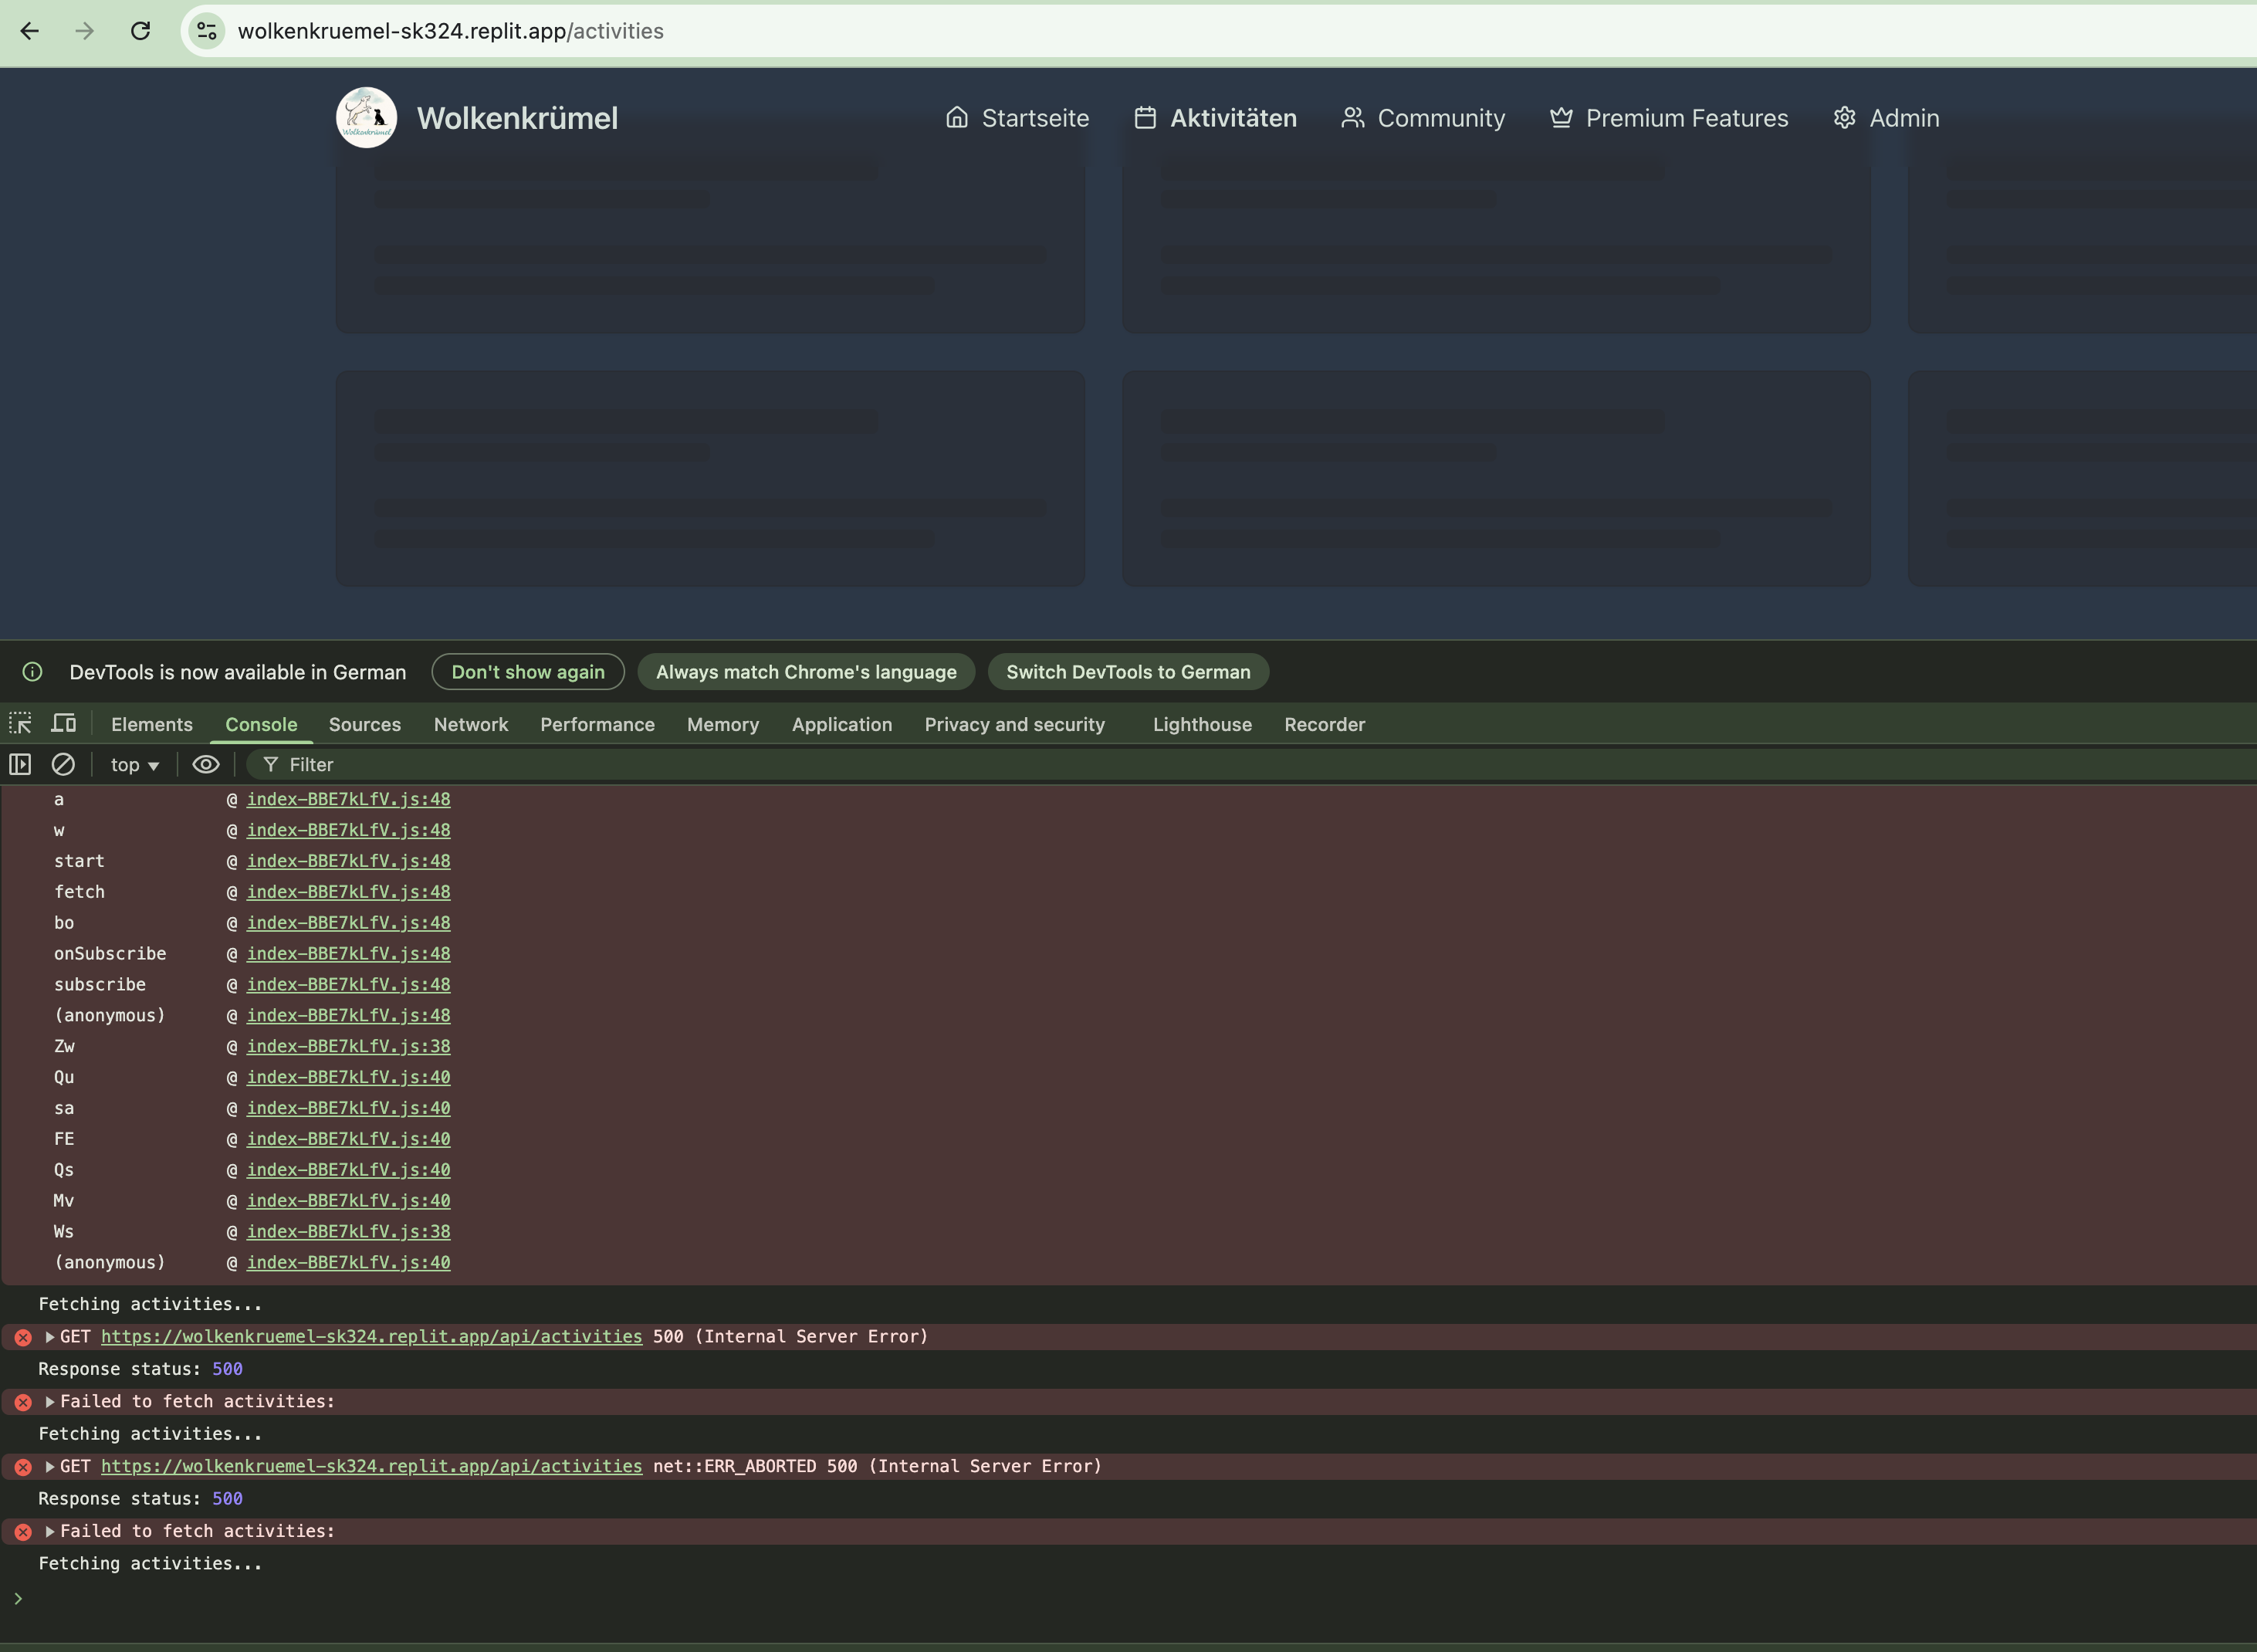 wolkenkruemel-sk324.replit.app/activities
Wolkenkrümel
Wolkenkrümel Startseite Aktivitäten Community Premium Features Admin
DevTools is now available in German Don't show again Always match Chrome's language Switch DevTools to German
Elements Console Sources Network Performance Memory Application Privacy and security Lighthouse Recorder
top Filter
a @ index-BBE7kLfV.js:48
w @ index-BBE7kLfV.js:48
start @ index-BBE7kLfV.js:48
fetch @ index-BBE7kLfV.js:48
bo @ index-BBE7kLfV.js:48
onSubscribe @ index-BBE7kLfV.js:48
subscribe @ index-BBE7kLfV.js:48
(anonymous) @ index-BBE7kLfV.js:48
Zw @ index-BBE7kLfV.js:38
Qu @ index-BBE7kLfV.js:40
sa @ index-BBE7kLfV.js:40
FE @ index-BBE7kLfV.js:40
Qs @ index-BBE7kLfV.js:40
Mv @ index-BBE7kLfV.js:40
Ws @ index-BBE7kLfV.js:38
(anonymous) @ index-BBE7kLfV.js:40
Fetching activities...
GET https://wolkenkruemel-sk324.replit.app/api/activities 500 (Internal Server Error)
Response status: 500
Failed to fetch activities:
Fetching activities...
GET https://wolkenkruemel-sk324.replit.app/api/activities net::ERR_ABORTED 500 (Internal Server Error)
Response status: 500
Failed to fetch activities:
Fetching activities...